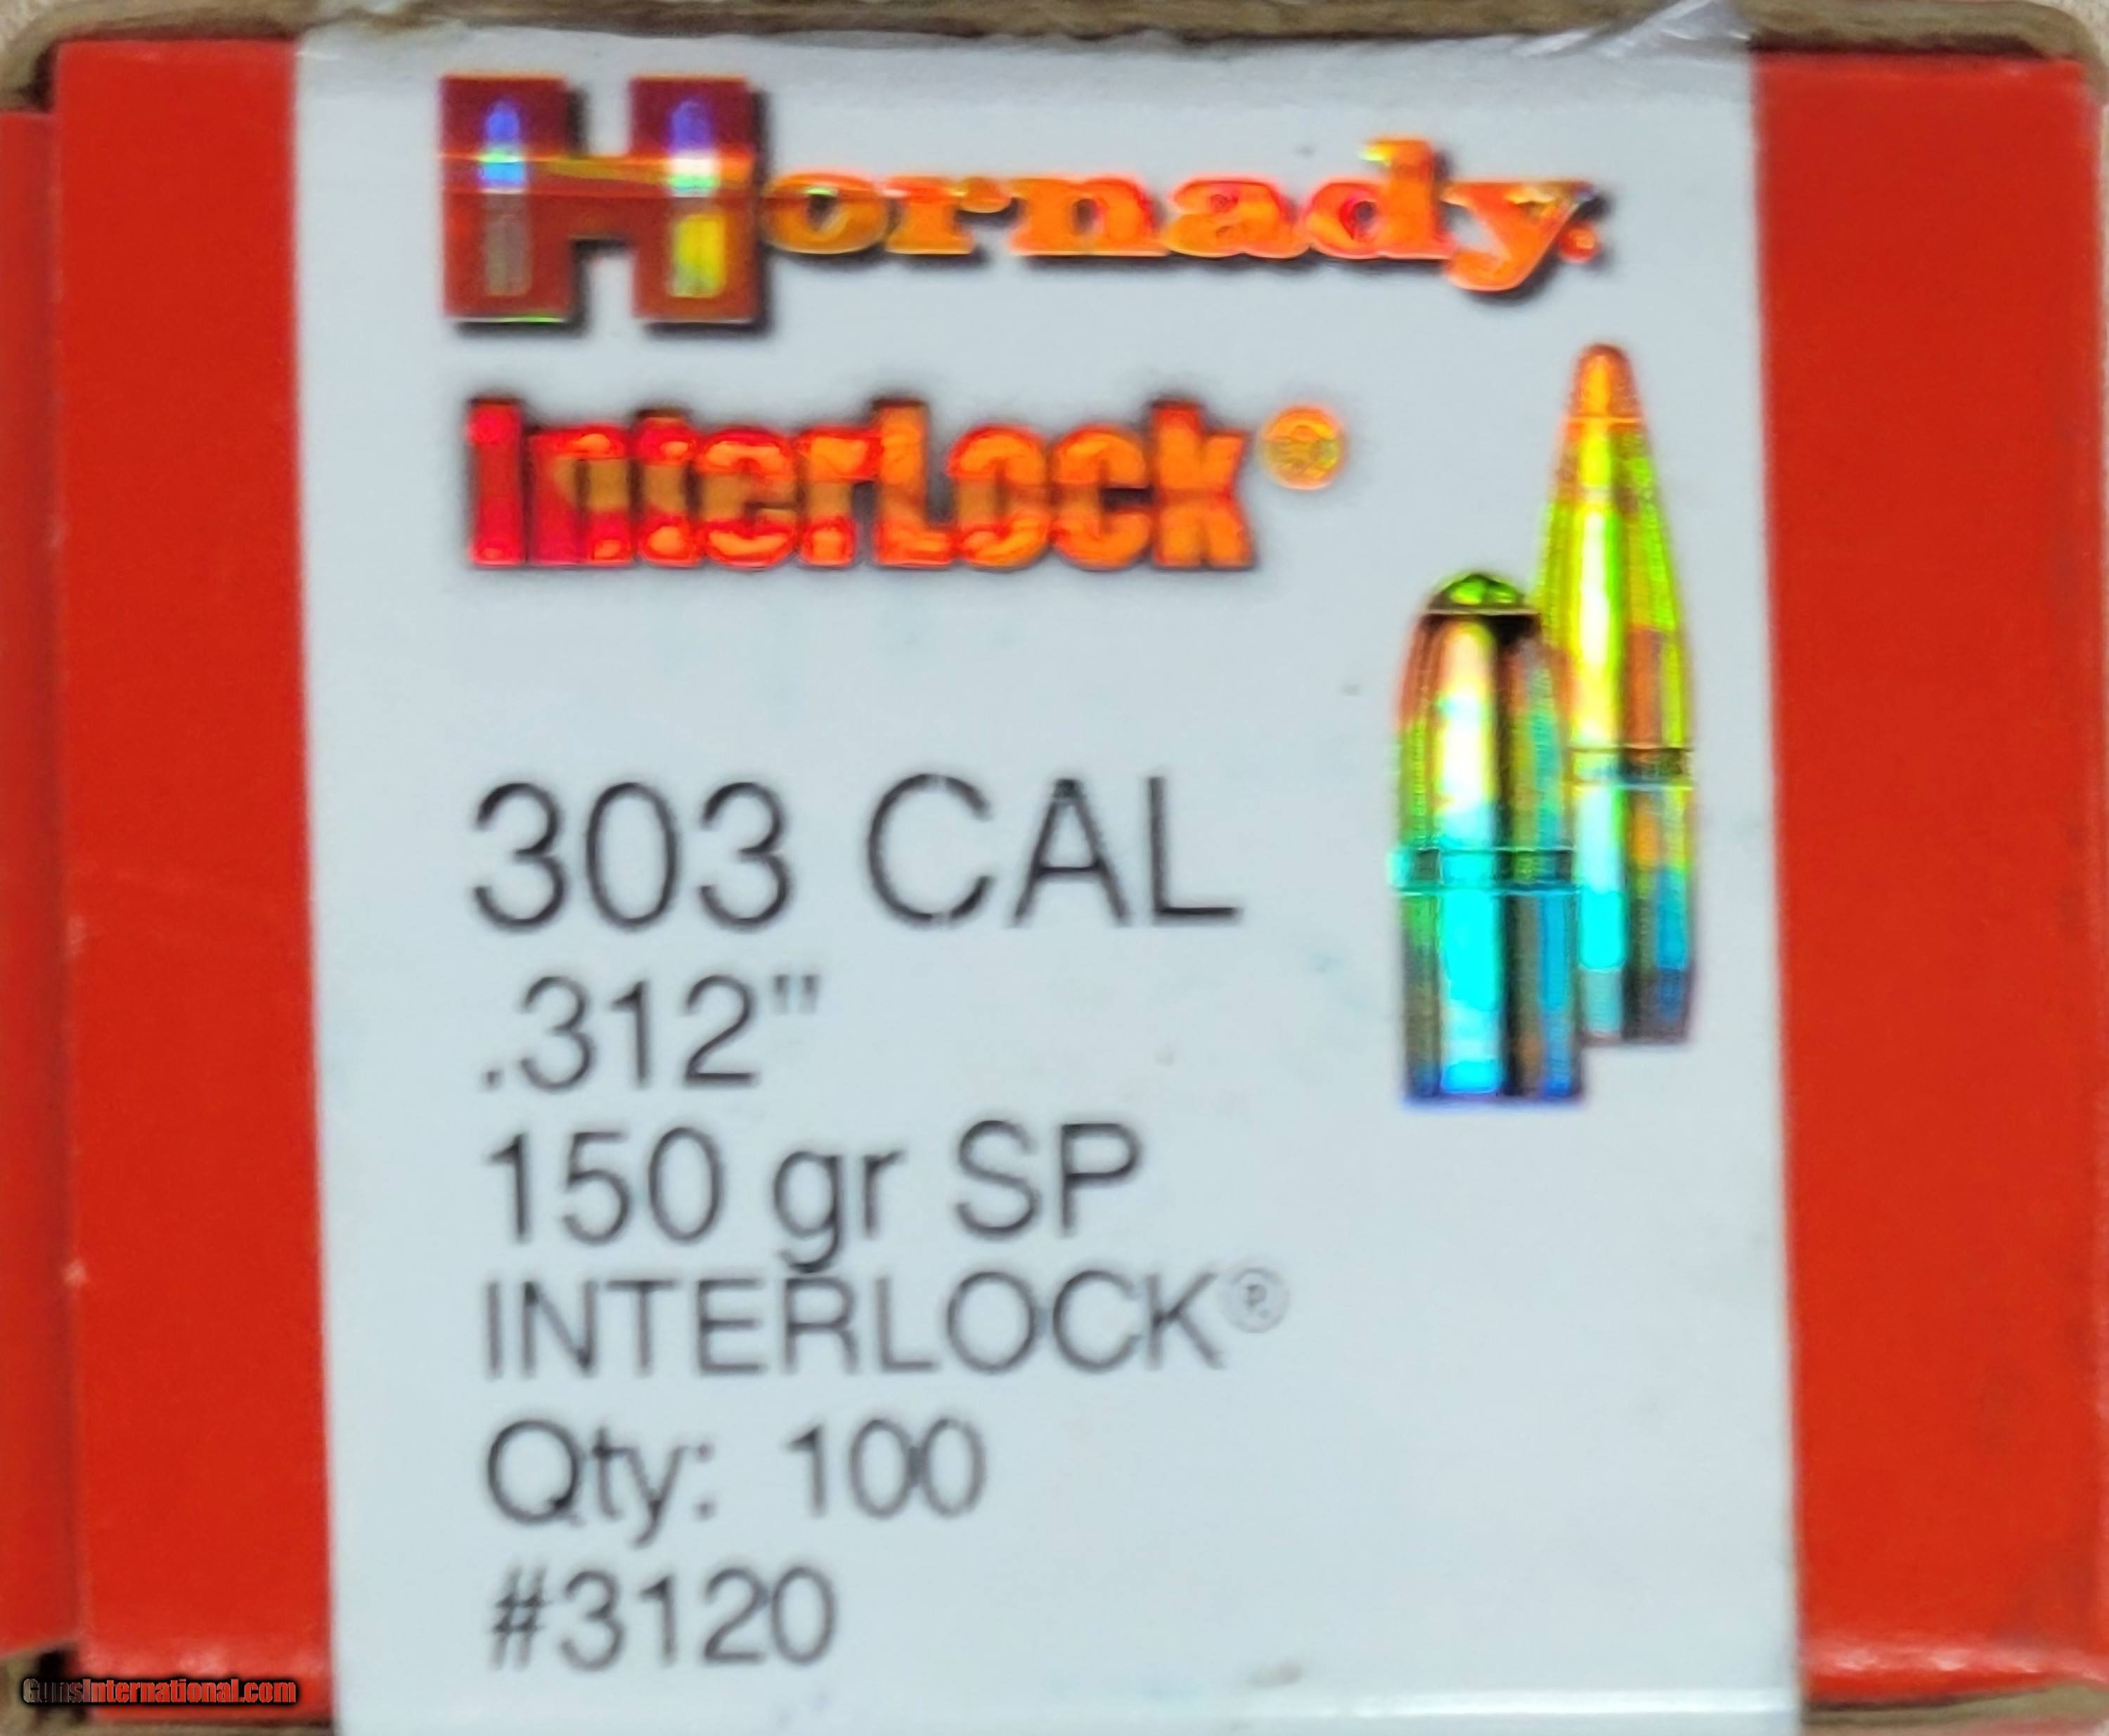 Hornady.
InterLock®
303 CAL
.312"
150 gr SP
INTERLOCK®
Qty: 100
#3120
GunsInternational.com